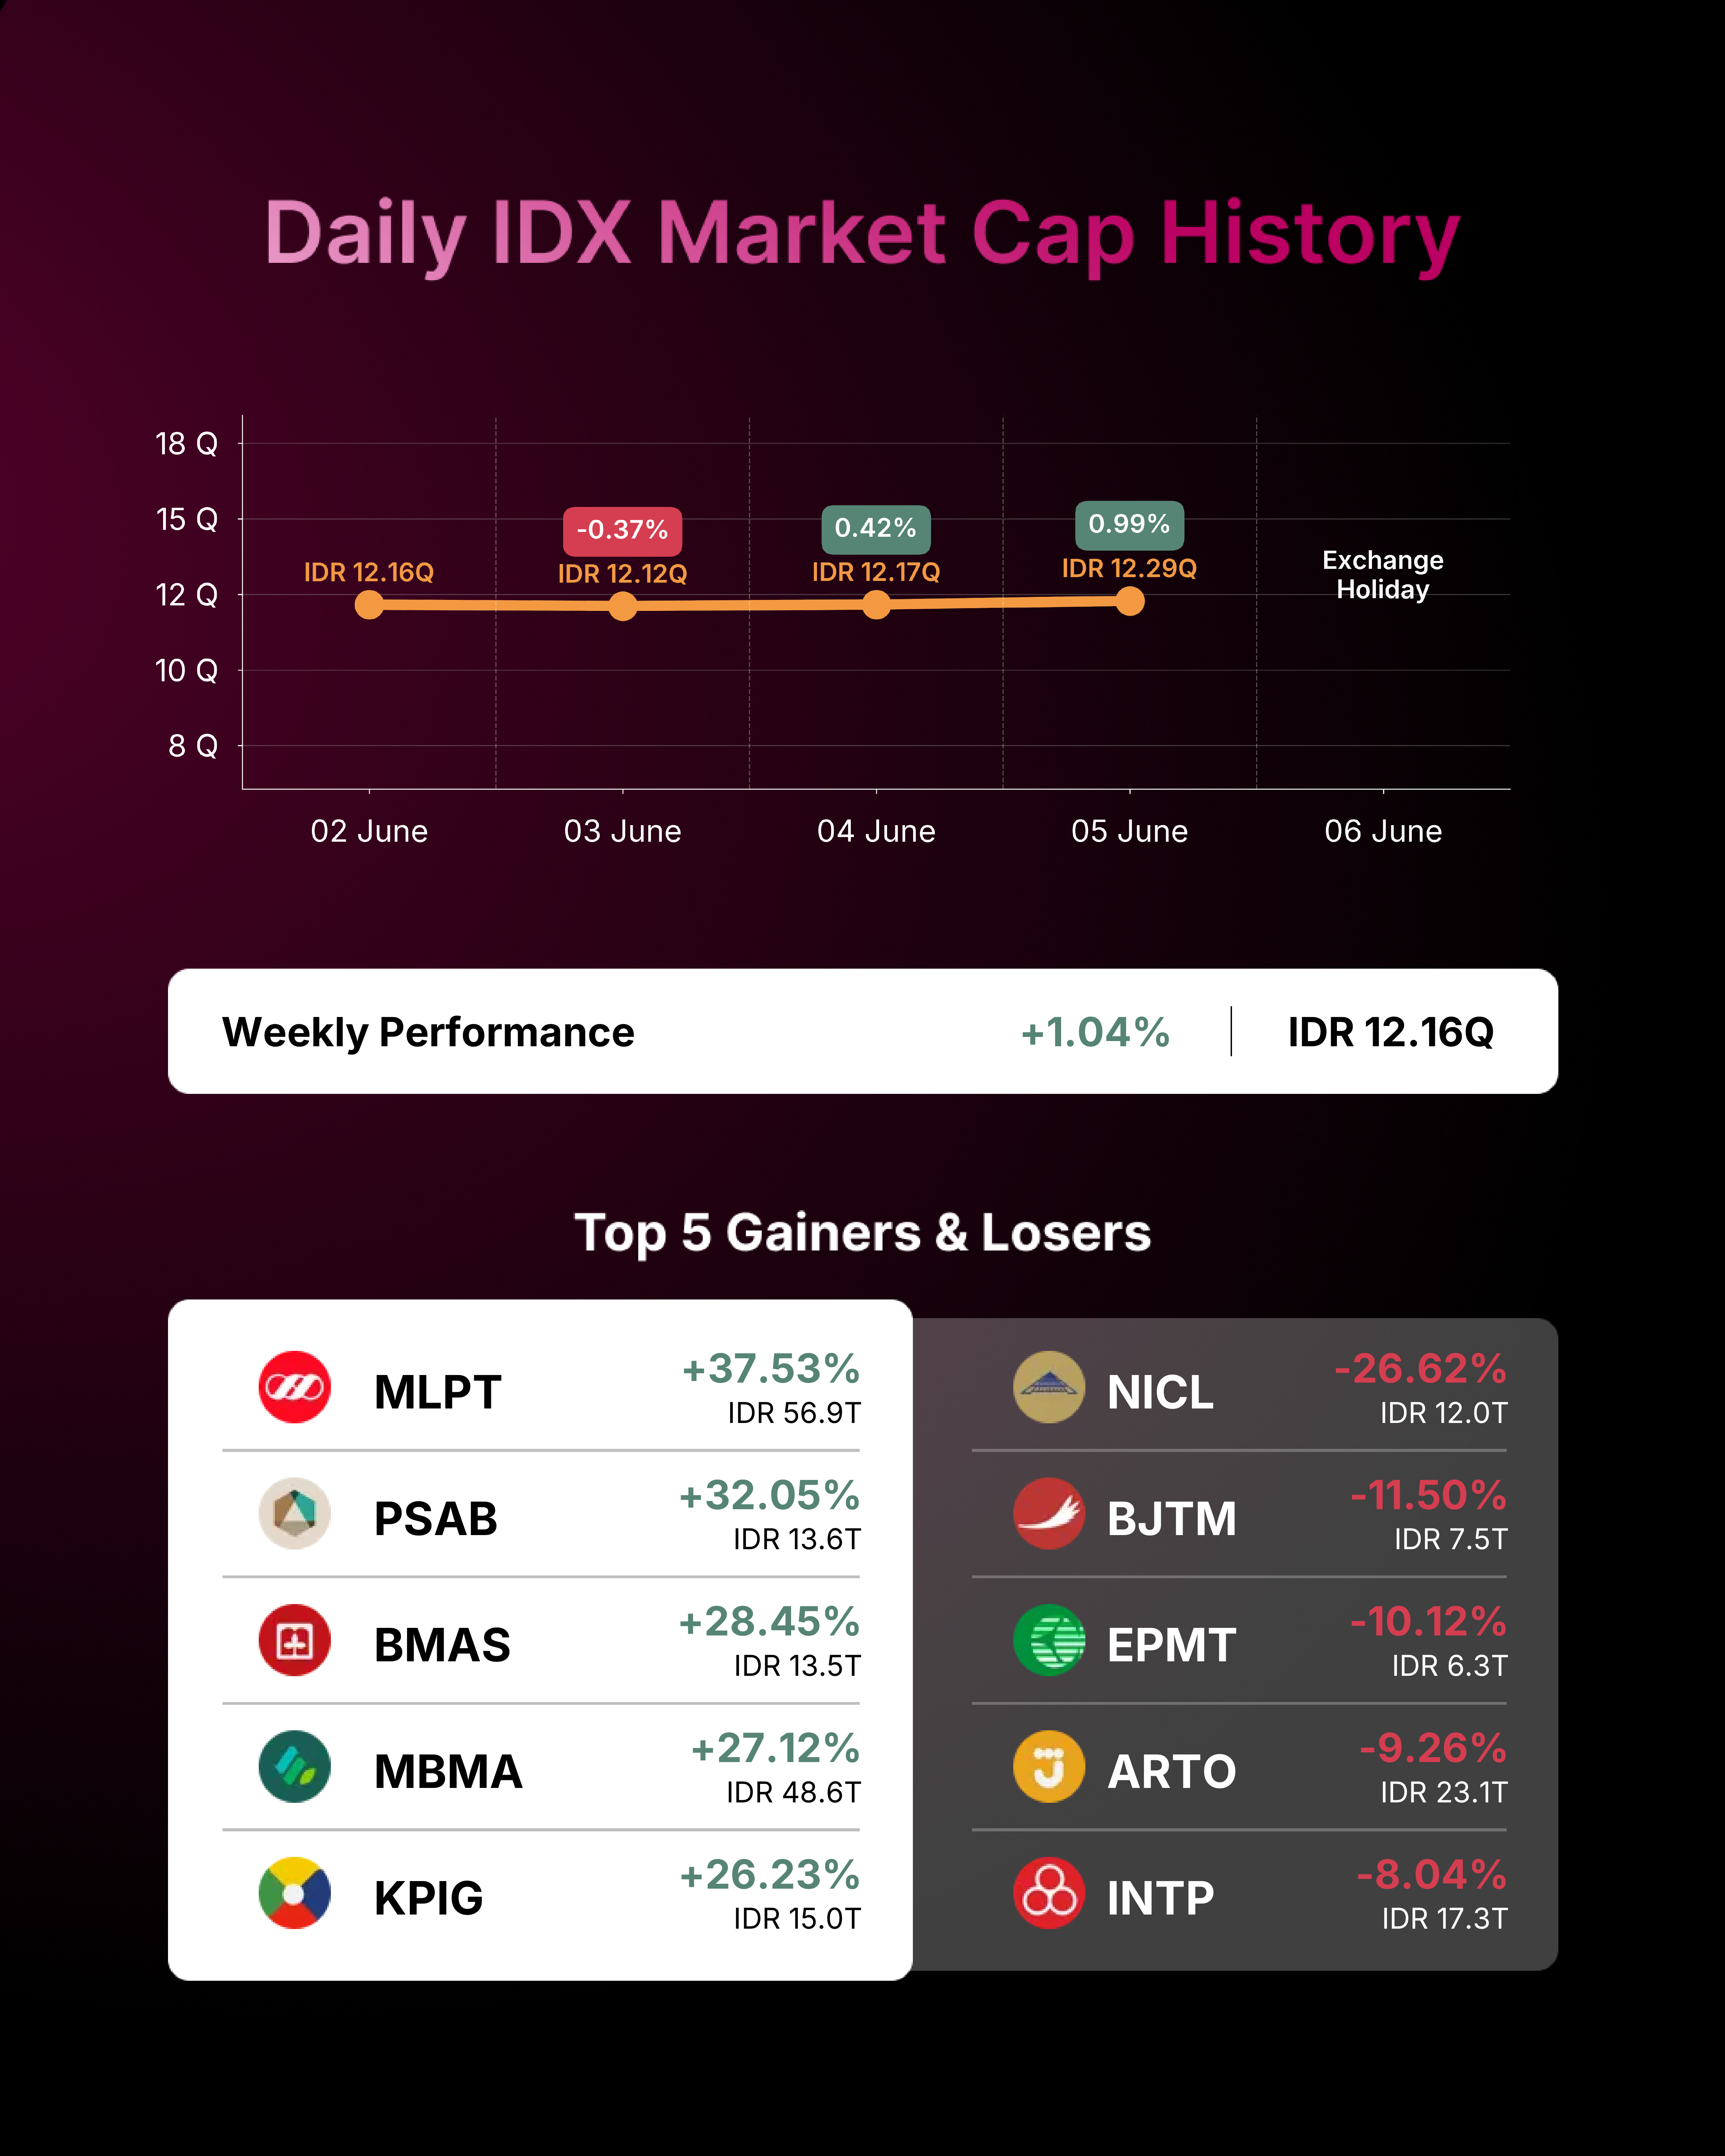 Daily IDX Market Cap History
18 Q
15 Q
12 Q
10 Q
8 Q
IDR 12.16Q
-0.37%
IDR 12.12Q
0.42%
IDR 12.17Q
0.99%
IDR 12.29Q
Exchange
Holiday
02 June
03 June
04 June
05 June
06 June
Weekly Performance
+1.04%
IDR 12.16Q
Top 5 Gainers & Losers
MLPT
+37.53%
IDR 56.9T
PSAB
+32.05%
IDR 13.6T
BMAS
+28.45%
IDR 13.5T
MBMA
+27.12%
IDR 48.6T
KPIG
+26.23%
IDR 15.0T
NICL
-26.62%
IDR 12.0T
BJTM
-11.50%
IDR 7.5T
EPMT
-10.12%
IDR 6.3T
ARTO
-9.26%
IDR 23.1T
INTP
-8.04%
IDR 17.3T